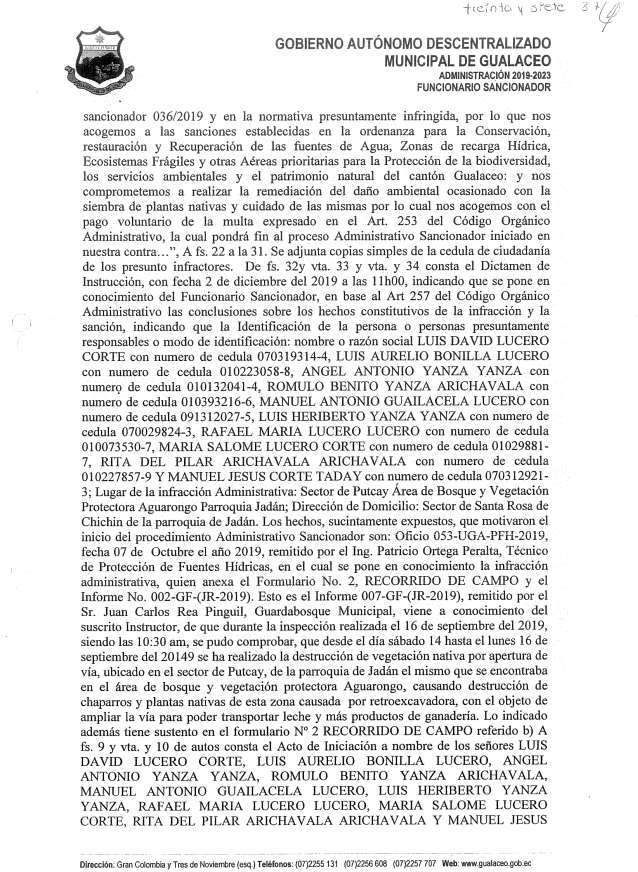 treinta y siete 37
GOBIERNO AUTÓNOMO DESCENTRALIZADO
MUNICIPAL DE GUALACEO
ADMINISTRACIÓN 2019-2023
FUNCIONARIO SANCIONADOR
sancionador 036/2019 y en la normativa presuntamente infringida, por lo que nos
acogemos a las sanciones establecidas en la ordenanza para la Conservación,
restauración y Recuperación de las fuentes de Agua, Zonas de recarga Hídrica,
Ecosistemas Frágiles y otras Aéreas prioritarias para la Protección de la biodiversidad,
los servicios ambientales y el patrimonio natural del cantón Gualaceo: y nos
comprometemos a realizar la remediación del daño ambiental ocasionado con la
siembra de plantas nativas y cuidado de las mismas por lo cual nos acogemos con el
pago voluntario de la multa expresado en el Art. 253 del Código Orgánico
Administrativo, la cual pondrá fin al proceso Administrativo Sancionador iniciado en
nuestra contra...”, A fs. 22 a la 31. Se adjunta copias simples de la cedula de ciudadanía
de los presunto infractores. De fs. 32y vta. 33 y vta. y 34 consta el Dictamen de
Instrucción, con fecha 2 de diciembre del 2019 a las 11h00, indicando que se pone en
conocimiento del Funcionario Sancionador, en base al Art 257 del Código Orgánico
Administrativo las conclusiones sobre los hechos constitutivos de la infracción y la
sanción, indicando que la Identificación de la persona o personas presuntamente
responsables o modo de identificación: nombre o razón social LUIS DAVID LUCERO
CORTE con numero de cedula 070319314-4, LUIS AURELIO BONILLA LUCERO
con numero de cedula 010223058-8, ANGEL ANTONIO YANZA YANZA con
numero de cedula 010132041-4, ROMULO BENITO YANZA ARICHAVALA con
numero de cedula 010393216-6, MANUEL ANTONIO GUAILACELA LUCERO con
numero de cedula 091312027-5, LUIS HERIBERTO YANZA YANZA con numero de
cedula 070029824-3, RAFAEL MARIA LUCERO LUCERO con numero de cedula
010073530-7, MARIA SALOME LUCERO CORTE con numero de cedula 01029881-
7, RITA DEL PILAR ARICHAVALA ARICHAVALA con numero de cedula
010227857-9 Y MANUEL JESUS CORTE TADAY con numero de cedula 070312921-
3; Lugar de la infracción Administrativa: Sector de Putcay Área de Bosque y Vegetación
Protectora Aguarongo Parroquia Jadán; Dirección de Domicilio: Sector de Santa Rosa de
Chichin de la parroquia de Jadán. Los hechos, sucintamente expuestos, que motivaron el
inicio del procedimiento Administrativo Sancionador son: Oficio 053-UGA-PFH-2019,
fecha 07 de Octubre el año 2019, remitido por el Ing. Patricio Ortega Peralta, Técnico
de Protección de Fuentes Hídricas, en el cual se pone en conocimiento la infracción
administrativa, quien anexa el Formulario No. 2, RECORRIDO DE CAMPO y el
Informe No. 002-GF-(JR-2019). Esto es el Informe 007-GF-(JR-2019), remitido por el
Sr. Juan Carlos Rea Pinguil, Guardabosque Municipal, viene a conocimiento del
suscrito Instructor, de que durante la inspección realizada el 16 de septiembre del 2019,
siendo las 10:30 am, se pudo comprobar, que desde el día sábado 14 hasta el lunes 16 de
septiembre del 20149 se ha realizado la destrucción de vegetación nativa por apertura de
vía, ubicado en el sector de Putcay, de la parroquia de Jadán el mismo que se encontraba
en el área de bosque y vegetación protectora Aguarongo, causando destrucción de
chaparros y plantas nativas de esta zona causada por retroexcavadora, con el objeto de
ampliar la vía para poder transportar leche y más productos de ganadería. Lo indicado
además tiene sustento en el formulario Nº 2 RECORRIDO DE CAMPO referido b) A
fs. 9 y vta. y 10 de autos consta el Acto de Iniciación a nombre de los señores LUIS
DAVID LUCERO CORTE, LUIS AURELIO BONILLA LUCERO, ANGEL
ANTONIO YANZA YANZA, ROMULO BENITO YANZA ARICHAVALA,
MANUEL ANTONIO GUAILACELA LUCERO, LUIS HERIBERTO YANZA
YANZA, RAFAEL MARIA LUCERO LUCERO, MARIA SALOME LUCERO
CORTE, RITA DEL PILAR ARICHAVALA ARICHAVALA Y MANUEL JESUS
Dirección: Gran Colombia y Tres de Noviembre (esq.) Teléfonos: (07)2255 131 (07)2256 608 (07)2257 707 Web: www.gualaceo.gob.ec